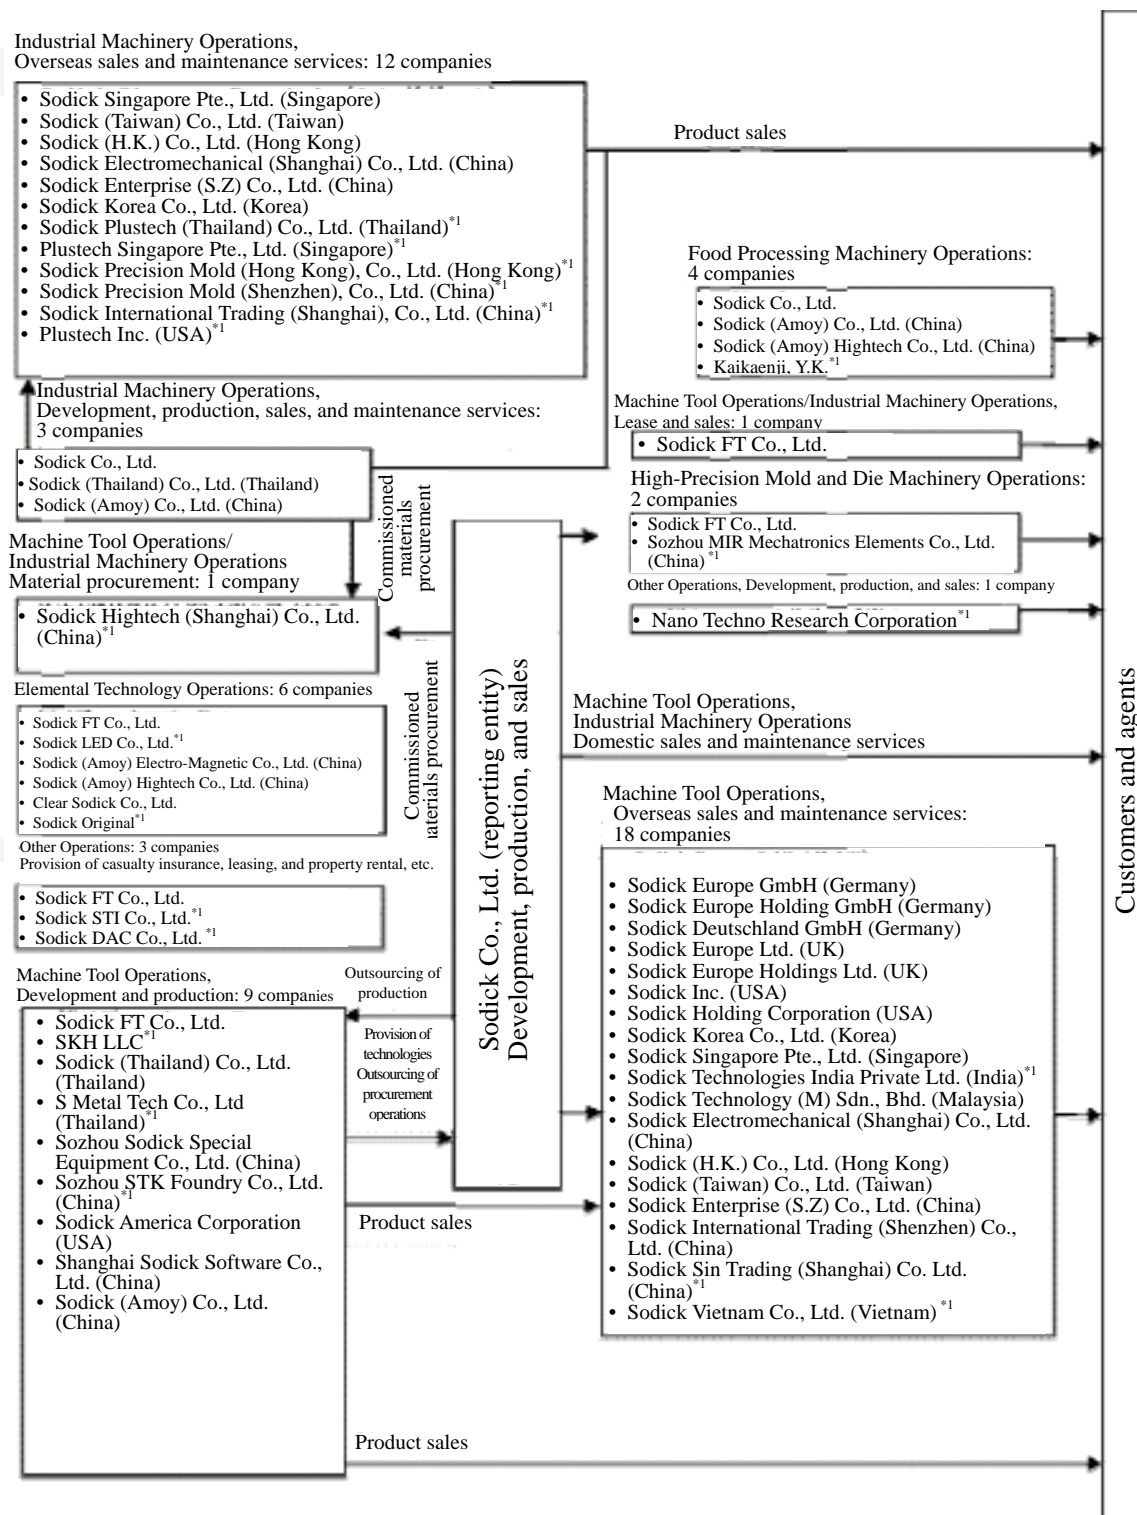 Industrial Machinery Operations,
Overseas sales and maintenance services: 12 companies
• Sodick Singapore Pte., Ltd. (Singapore)
• Sodick (Taiwan) Co., Ltd. (Taiwan)
• Sodick (H.K.) Co., Ltd. (Hong Kong)
• Sodick Electromechanical (Shanghai) Co., Ltd. (China)
• Sodick Enterprise (S.Z) Co., Ltd. (China)
• Sodick Korea Co., Ltd. (Korea)
• Sodick Plustech (Thailand) Co., Ltd. (Thailand)*1
• Plustech Singapore Pte., Ltd. (Singapore)*1
• Sodick Precision Mold (Hong Kong), Co., Ltd. (Hong Kong)*1
• Sodick Precision Mold (Shenzhen), Co., Ltd. (China)*1
• Sodick International Trading (Shanghai), Co., Ltd. (China)*1
• Plustech Inc. (USA)*1
Product sales
Industrial Machinery Operations,
Development, production, sales, and maintenance services:
3 companies
• Sodick Co., Ltd.
• Sodick (Thailand) Co., Ltd. (Thailand)
• Sodick (Amoy) Co., Ltd. (China)
Commissioned
materials
procurement
Machine Tool Operations/
Industrial Machinery Operations
Material procurement: 1 company
• Sodick Hightech (Shanghai) Co., Ltd.
(China)*1
Commissioned
aterials procurement
Elemental Technology Operations: 6 companies
• Sodick FT Co., Ltd.
• Sodick LED Co., Ltd.*1
• Sodick (Amoy) Electro-Magnetic Co., Ltd. (China)
• Sodick (Amoy) Hightech Co., Ltd. (China)
• Clear Sodick Co., Ltd.
• Sodick Original*1
Other Operations: 3 companies
Provision of casualty insurance, leasing, and property rental, etc.
• Sodick FT Co., Ltd.
• Sodick STI Co., Ltd.*1
• Sodick DAC Co., Ltd. *1
Machine Tool Operations,
Development and production: 9 companies
• Sodick FT Co., Ltd.
• SKH LLC*1
• Sodick (Thailand) Co., Ltd.
(Thailand)
• S Metal Tech Co., Ltd
(Thailand)*1
• Sozhou Sodick Special
Equipment Co., Ltd. (China)
• Sozhou STK Foundry Co., Ltd.
(China)*1
• Sodick America Corporation
(USA)
• Shanghai Sodick Software Co.,
Ltd. (China)
• Sodick (Amoy) Co., Ltd.
(China)
Outsourcing of
production
Provision of
technologies
Outsourcing of
procurement
operations
Product sales
Product sales
Sodick Co., Ltd. (reporting entity)
Development, production, and sales
Food Processing Machinery Operations:
4 companies
• Sodick Co., Ltd.
• Sodick (Amoy) Co., Ltd. (China)
• Sodick (Amoy) Hightech Co., Ltd. (China)
• Kaikaenji, Y.K.*1
Machine Tool Operations/Industrial Machinery Operations,
Lease and sales: 1 company
• Sodick FT Co., Ltd.
High-Precision Mold and Die Machinery Operations:
2 companies
• Sodick FT Co., Ltd.
• Sozhou MIR Mechatronics Elements Co., Ltd.
(China)*1
Other Operations, Development, production, and sales: 1 company
• Nano Techno Research Corporation*1
Machine Tool Operations,
Industrial Machinery Operations
Domestic sales and maintenance services
Machine Tool Operations,
Overseas sales and maintenance services:
18 companies
• Sodick Europe GmbH (Germany)
• Sodick Europe Holding GmbH (Germany)
• Sodick Deutschland GmbH (Germany)
• Sodick Europe Ltd. (UK)
• Sodick Europe Holdings Ltd. (UK)
• Sodick Inc. (USA)
• Sodick Holding Corporation (USA)
• Sodick Korea Co., Ltd. (Korea)
• Sodick Singapore Pte., Ltd. (Singapore)
• Sodick Technologies India Private Ltd. (India)*1
• Sodick Technology (M) Sdn., Bhd. (Malaysia)
• Sodick Electromechanical (Shanghai) Co., Ltd.
(China)
• Sodick (H.K.) Co., Ltd. (Hong Kong)
• Sodick (Taiwan) Co., Ltd. (Taiwan)
• Sodick Enterprise (S.Z) Co., Ltd. (China)
• Sodick International Trading (Shenzhen) Co.,
Ltd. (China)
• Sodick Sin Trading (Shanghai) Co. Ltd.
(China)*1
• Sodick Vietnam Co., Ltd. (Vietnam) *1
Customers and agents